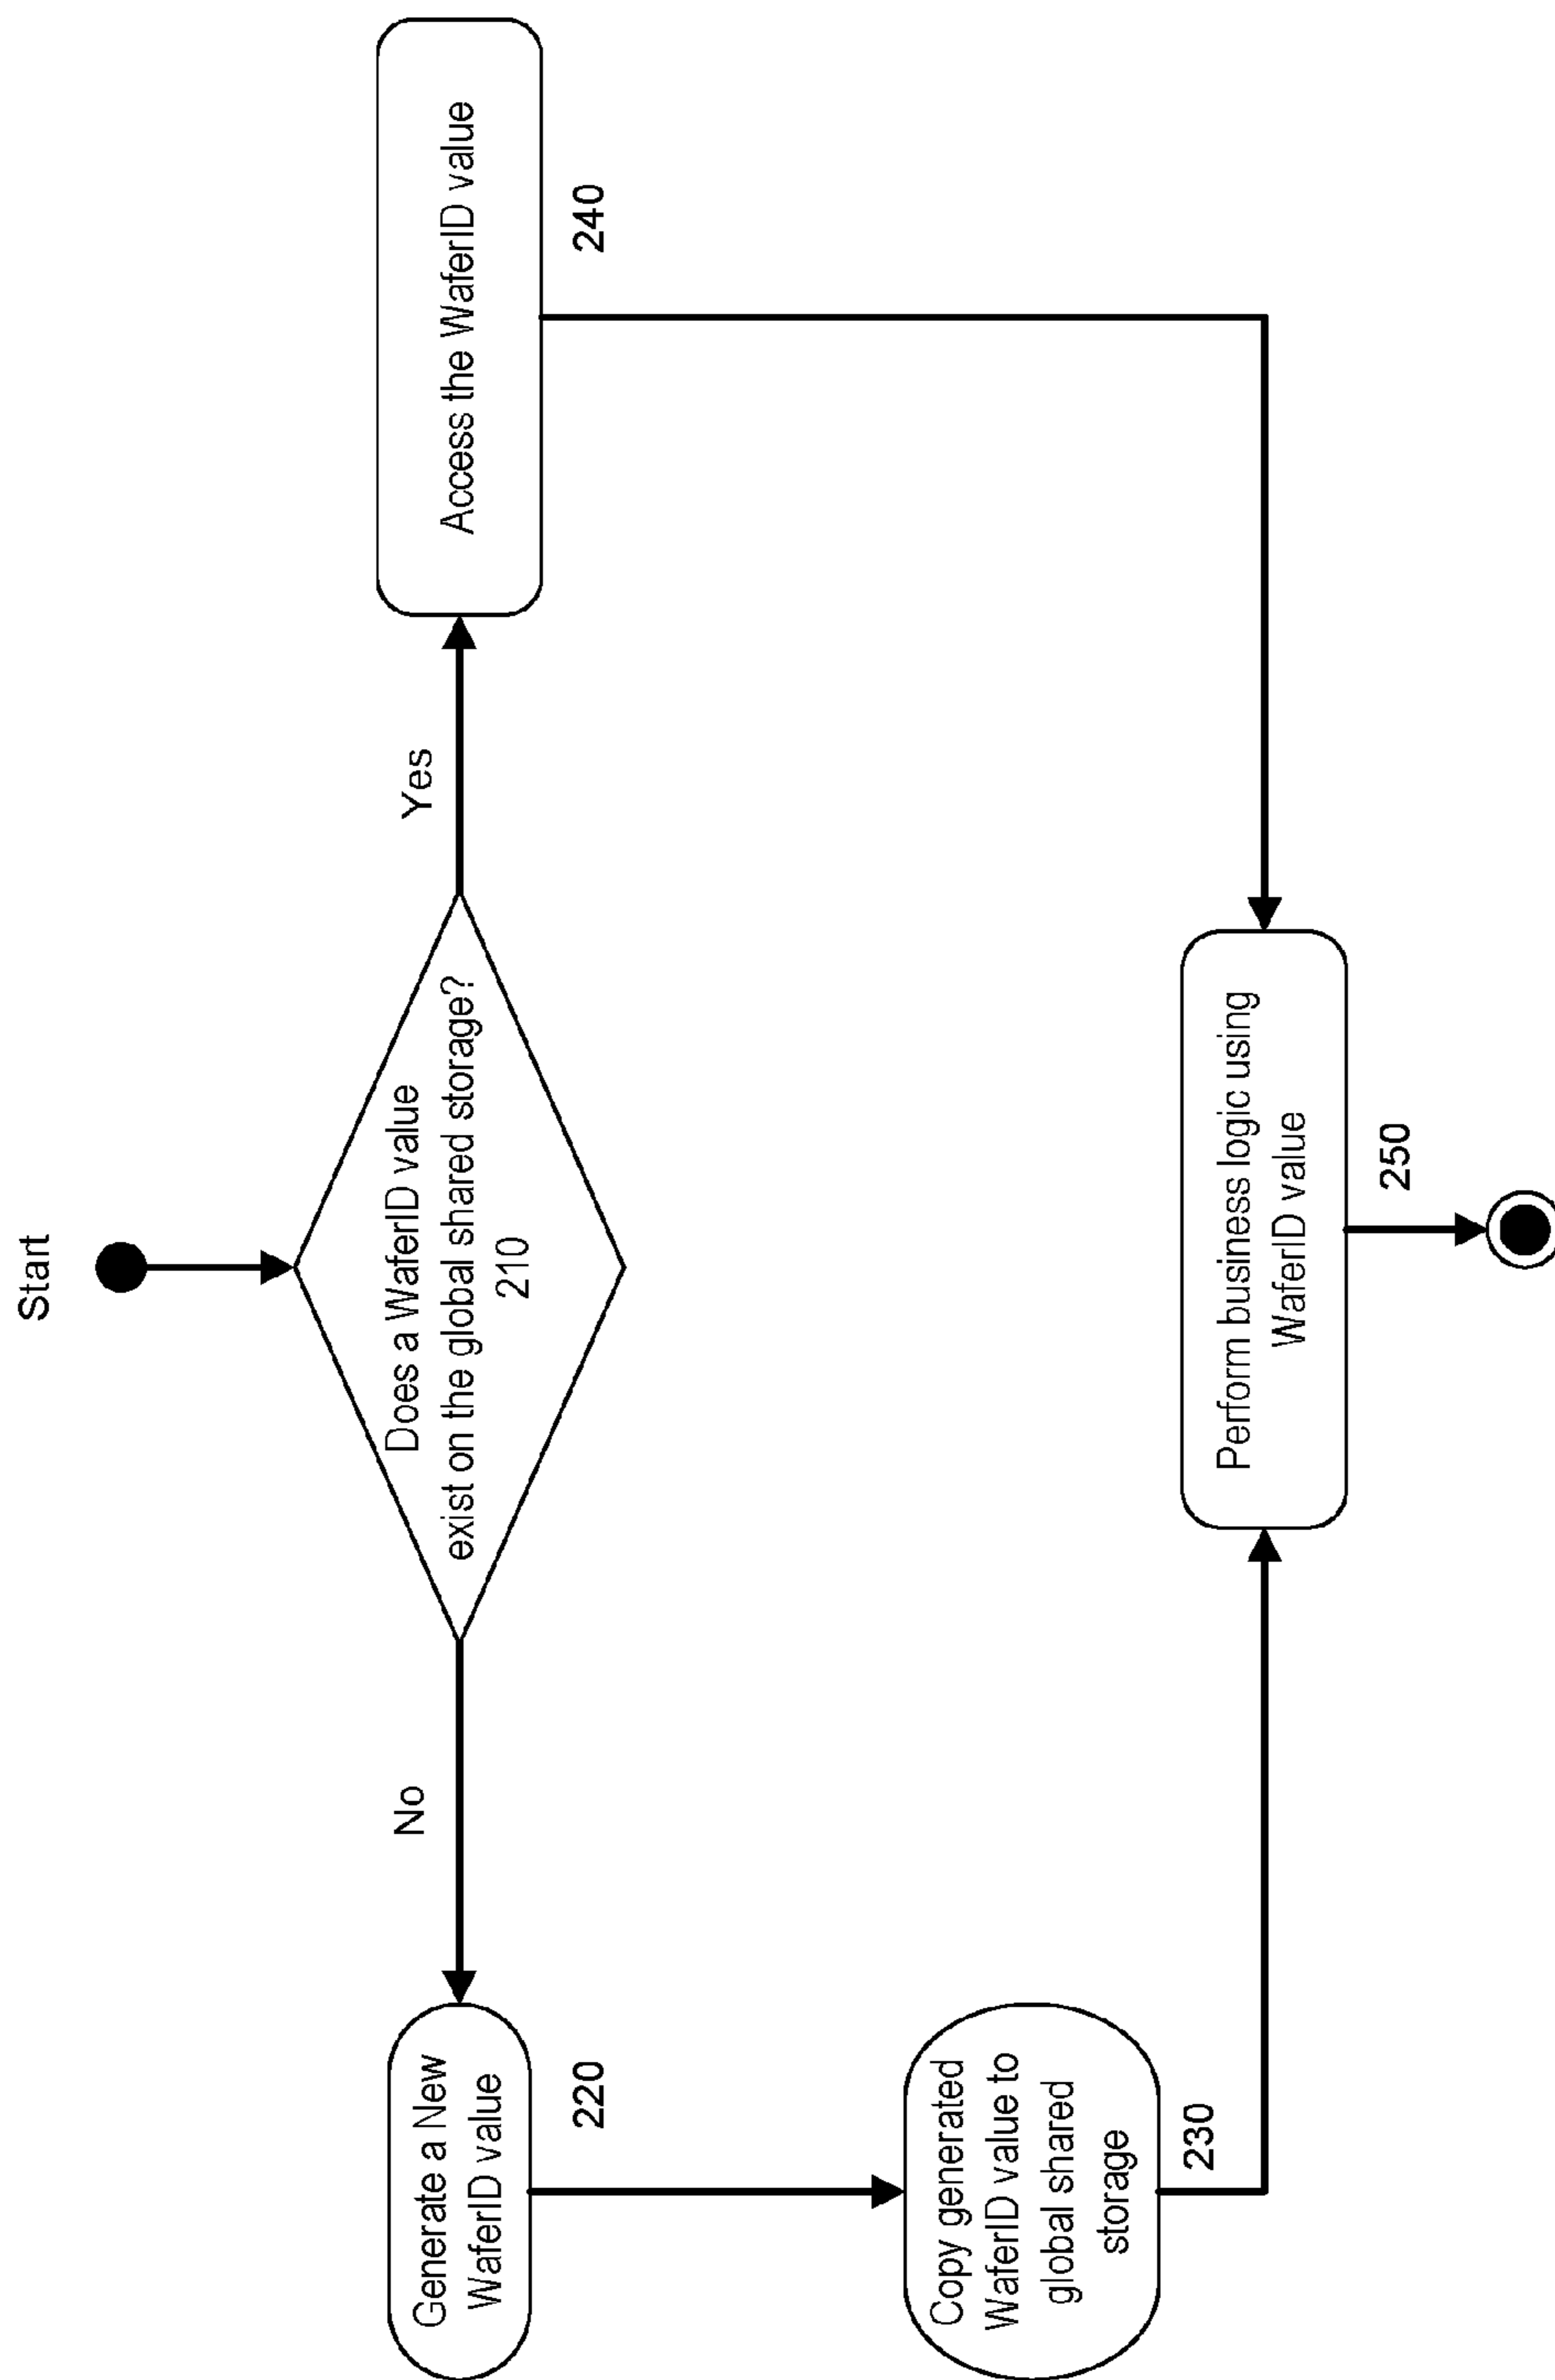 Start
Does a WaferID value
exist on the global shared storage?
210
No
Yes
Generate a New
WaferID value
220
Access the WaferID value
240
Copy generated
WaferID value to
global shared
storage
230
Perform business logic using
WaferID value
250